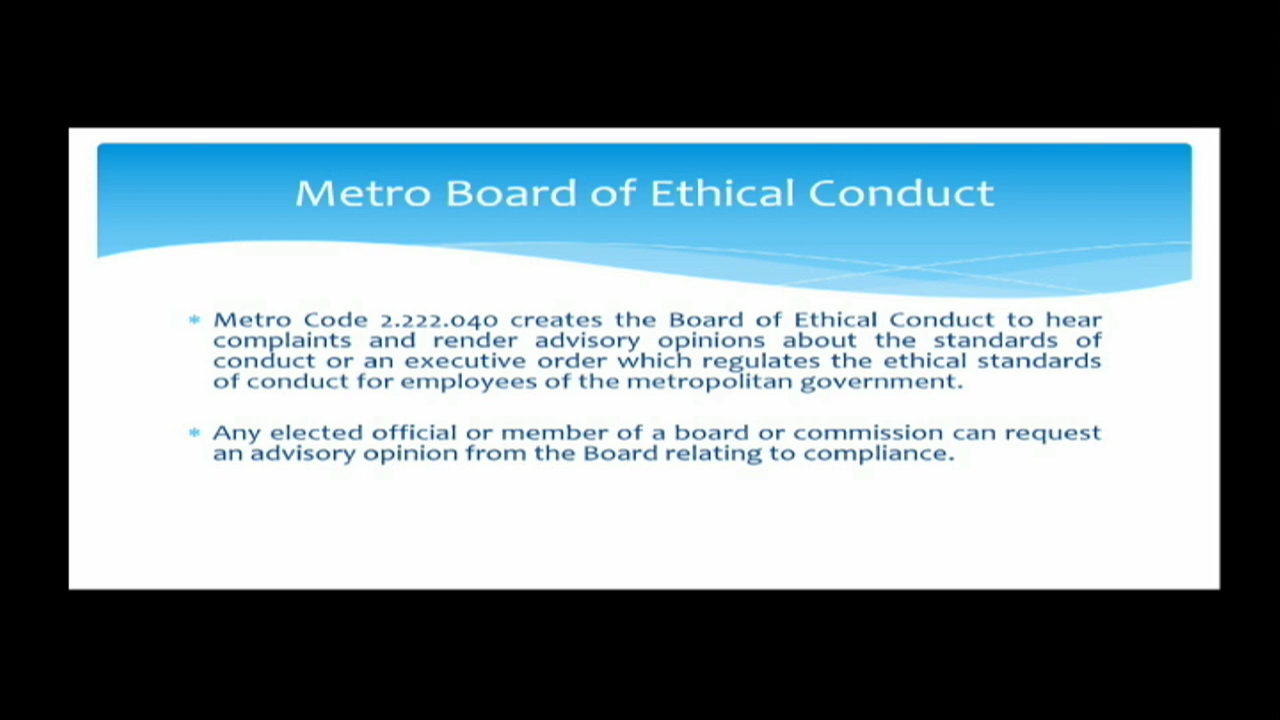 Metro Board of Ethical Conduct
* Metro Code 2.222.040 creates the Board of Ethical Conduct to hear
complaints and render advisory opinions about the standards of
conduct or an executive order which regulates the ethical standards
of conduct for employees of the metropolitan government.
* Any elected official or member of a board or commission can request
an advisory opinion from the Board relating to compliance.